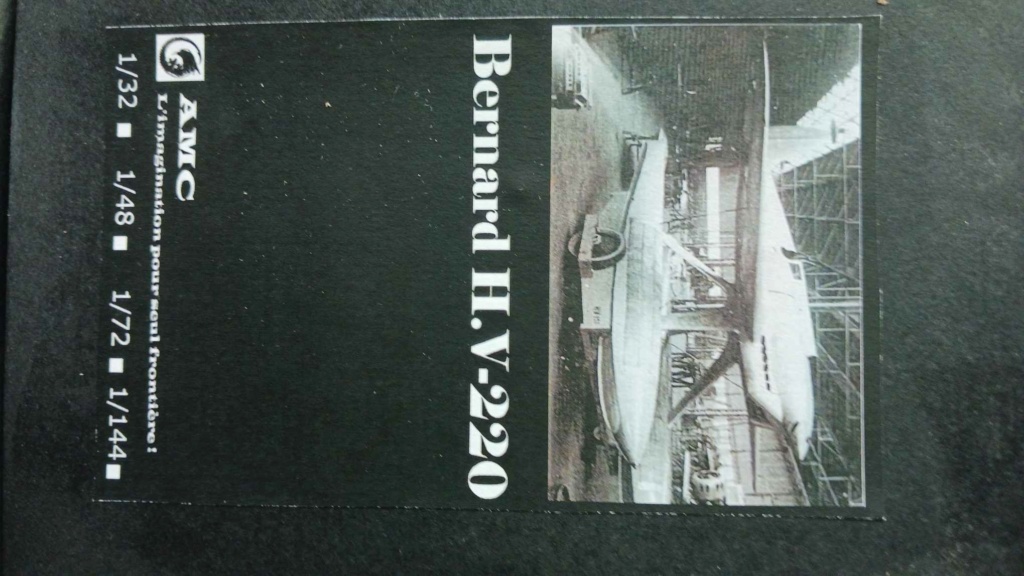 Bernard H.V-220
AMC
L'imagination pour seul frontière !
1/32 ■ 1/48 ■ 1/72 ■ 1/144 ■